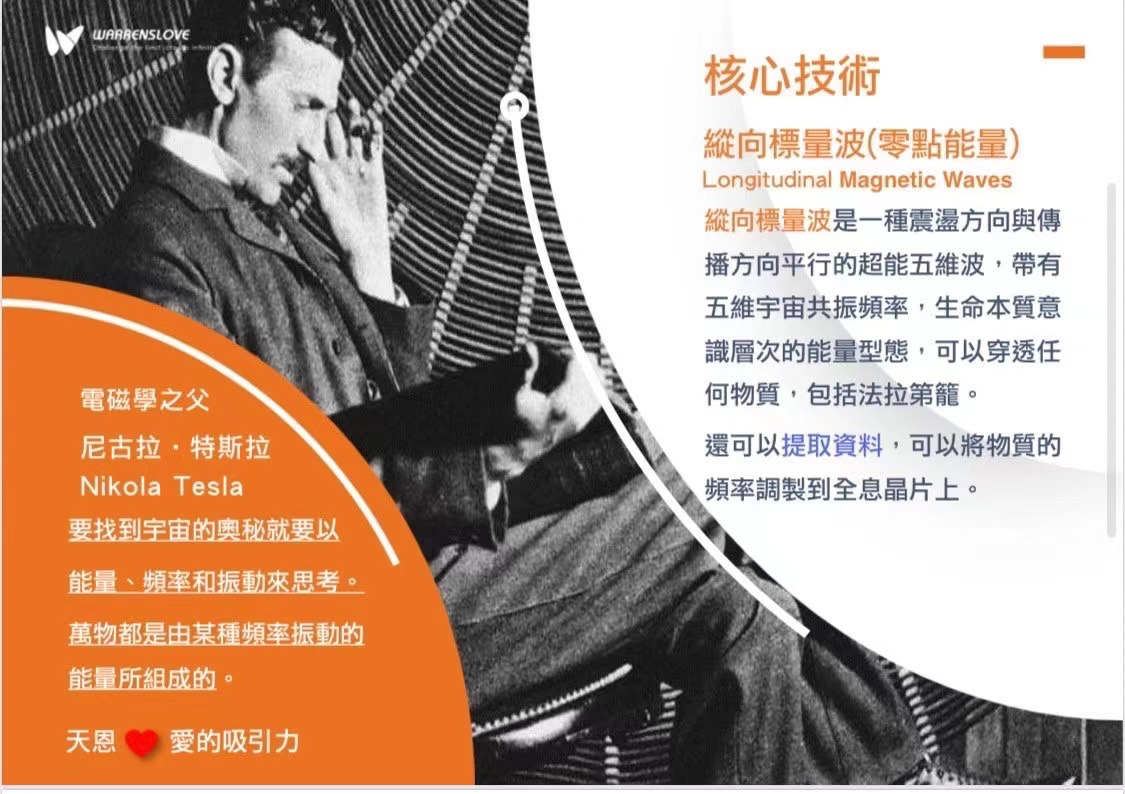 WARRENSLOVE
電磁學之父
尼古拉·特斯拉
Nikola Tesla
要找到宇宙的奧秘就要以
能量、頻率和振動來思考。
萬物都是由某種頻率振動的
能量所組成的。
天恩❤愛的吸引力
核心技術
縱向標量波(零點能量)
Longitudinal Magnetic Waves
縱向標量波是一種震盪方向與傳
播方向平行的超能五維波，帶有
五維宇宙共振頻率，生命本質意
識層次的能量型態，可以穿透任
何物質，包括法拉第籠。
還可以提取資料，可以將物質的
頻率調製到全息晶片上。